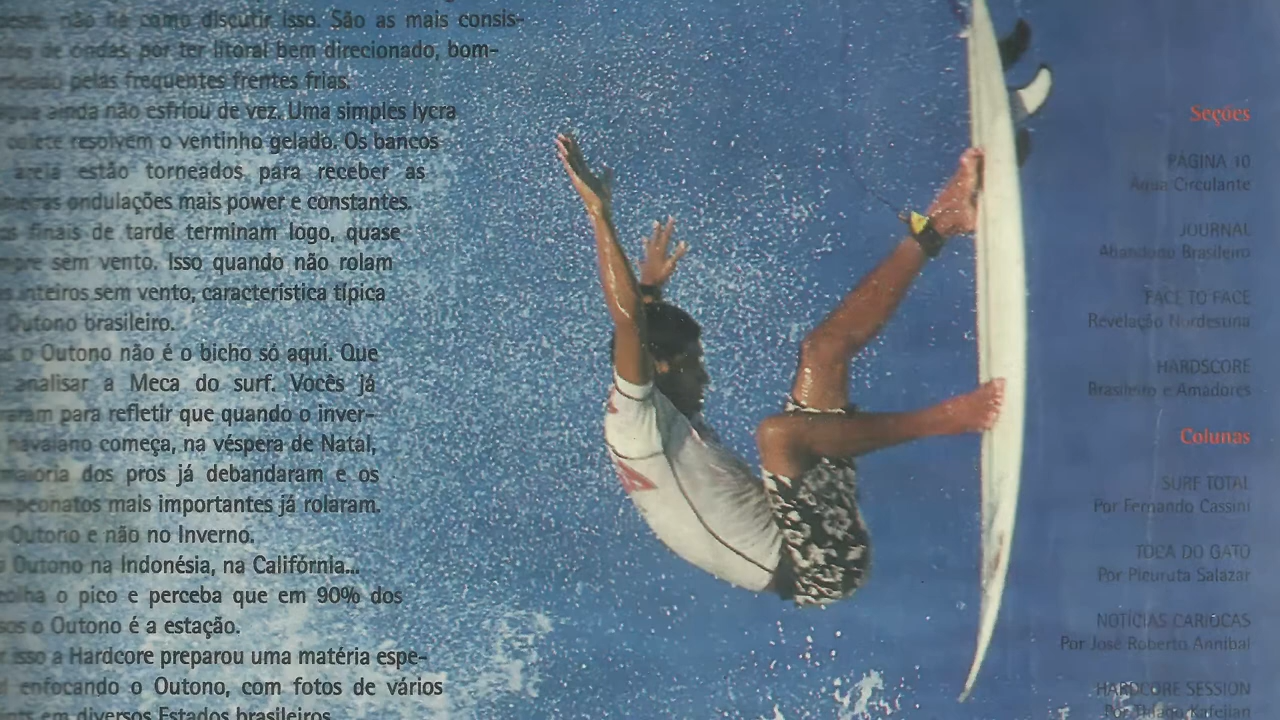 não há como discutir isso. São as mais consis-
de ondas, por ter litoral bem direcionado, bom-
pelas frequentes frentes frias.
ainda não esfriou de vez. Uma simples lycra
resolvem o ventinho gelado. Os bancos
areia estão torneados para receber as
ondulações mais power e constantes.
finais de tarde terminam logo, quase
sem vento. Isso quando não rolam
inteiros sem vento, característica típica
Outono brasileiro.
o Outono não é o bicho só aqui. Que
analisar a Meca do surf. Vocês já
para refletir que quando o inver-
havaiano começa, na véspera de Natal,
maioria dos pros já debandaram e os
mais importantes já rolaram.
Outono e não no Inverno.
Outono na Indonésia, na Califórnia...
o pico e perceba que em 90% dos
o Outono é a estação.
isso a Hardcore preparou uma matéria espe-
enfocando o Outono, com fotos de vários
em diversos Estados brasileiros
Seções
PÁGINA 10
Água Circulante
JOURNAL
Abandono Brasileiro
FACE TO FACE
Revelação Nordestina
HARDSCORE
Brasileiro e Amadores
Colunas
SURF TOTAL
Por Fernando Cassini
TOCA DO GATO
Por Picuruta Salazar
NOTÍCIAS CARIOCAS
Por José Roberto Annibal
HARDCORE SESSION
Por Thiago Kafejian